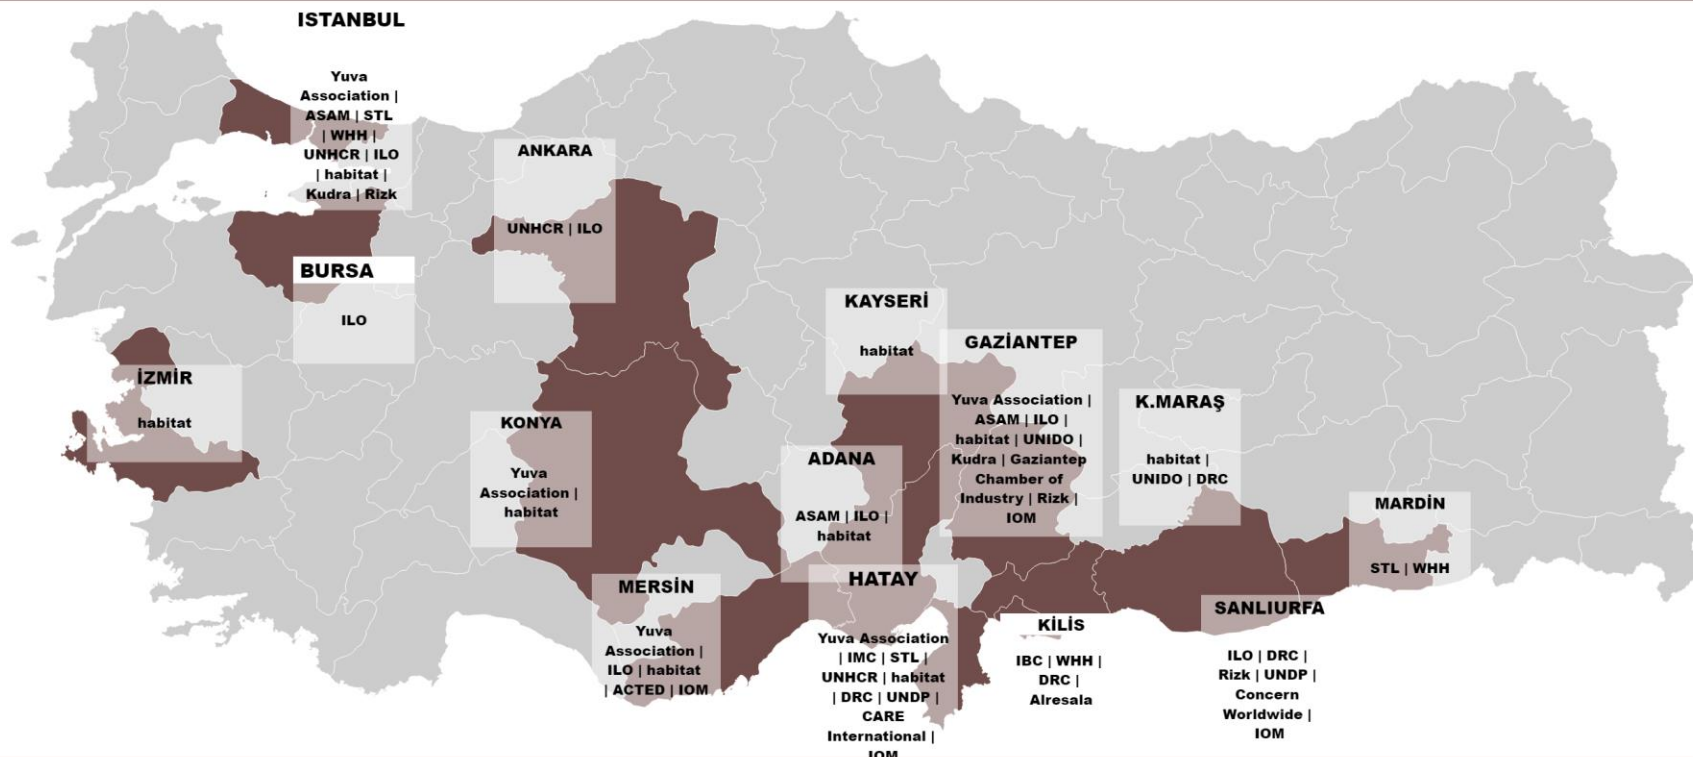 ISTANBUL
Yuva
Association |
ASAM | STL
| WHH |
UNHCR | ILO
| habitat |
Kudra | Rizk
ANKARA
UNHCR | ILO
BURSA
ILO
İZMİR
habitat
KONYA
Yuva
Association |
habitat
KAYSERİ
habitat
GAZİANTEP
Yuva Association |
ASAM | ILO |
habitat | UNIDO |
Kudra | Gaziantep
Chamber of
Industry | Rizk |
IOM
K.MARAŞ
habitat |
UNIDO | DRC
ADANA
ASAM | ILO |
habitat
MARDİN
STL | WHH
MERSİN
Yuva
Association |
ILO | habitat
| ACTED | IOM
HATAY
Yuva Association
| IMC | STL |
UNHCR | habitat
| DRC | UNDP |
CARE
International |
IOM
KİLİS
IBC | WHH |
DRC |
Alresala
SANLIURFA
ILO | DRC |
Rizk | UNDP |
Concern
Worldwide |
IOM